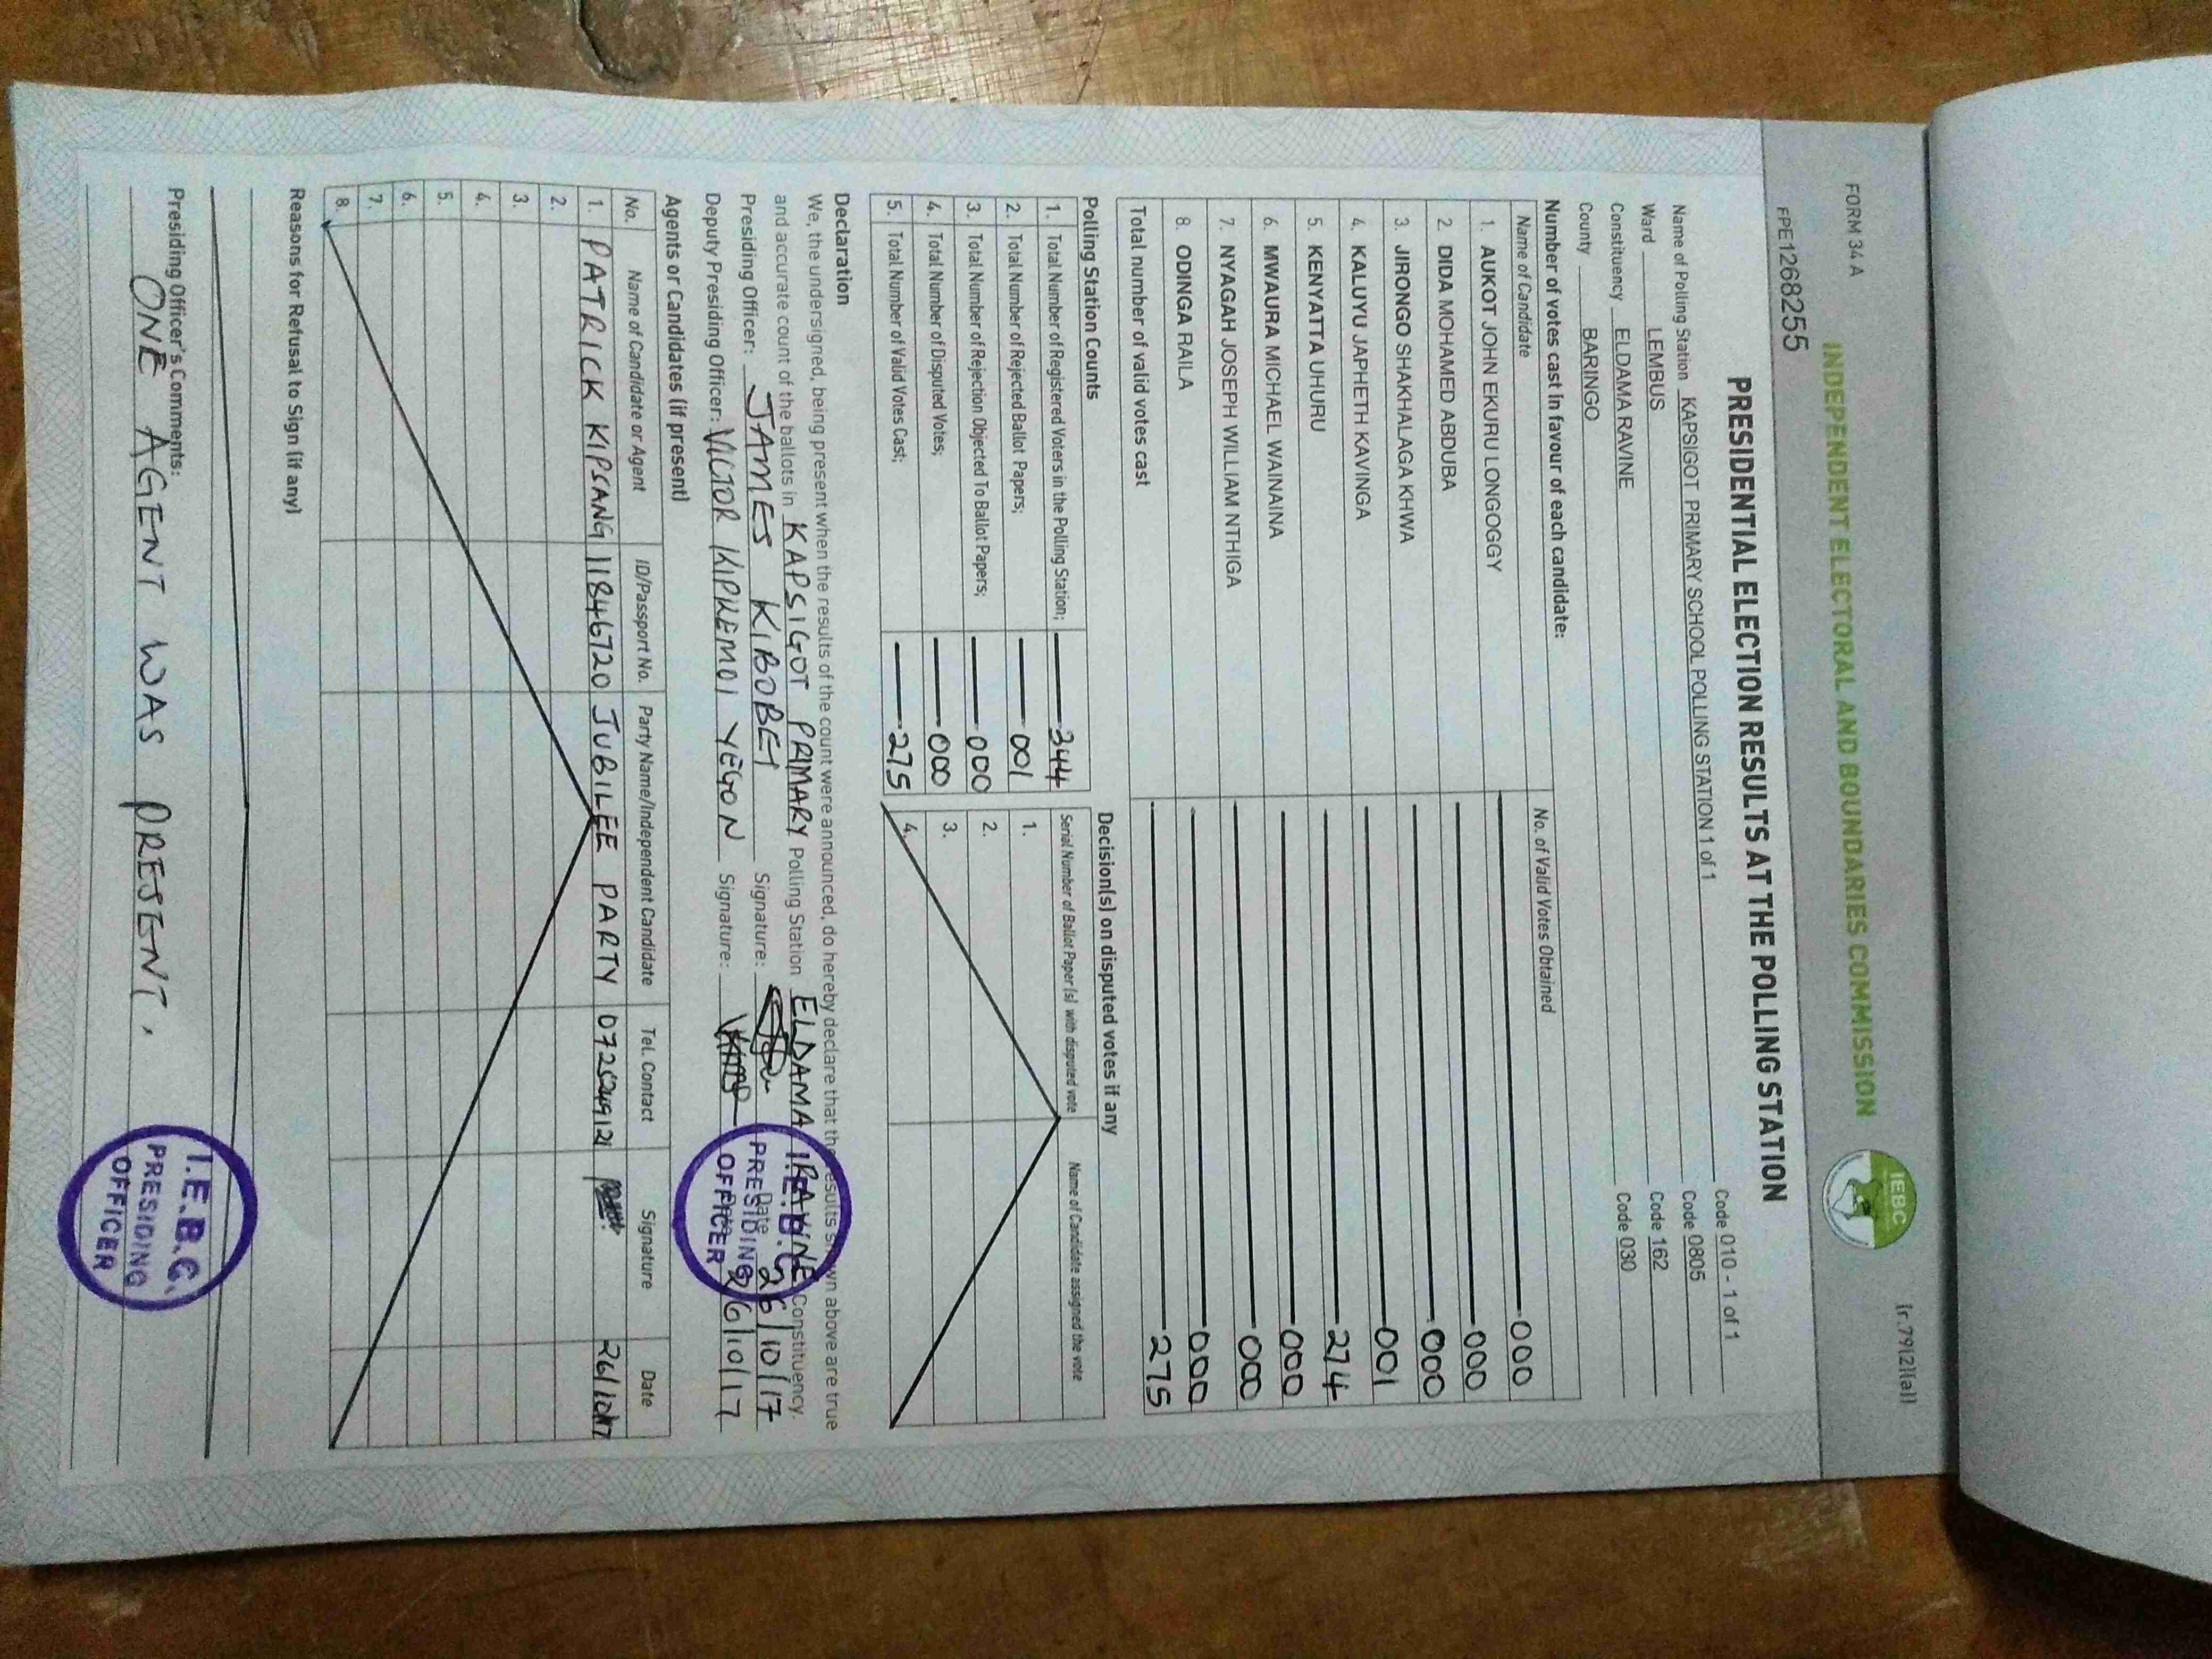 FORM 34 A
(r.79(2)(a))
INDEPENDENT ELECTORAL AND BOUNDARIES COMMISSION
IEBC
FPE1268255
PRESIDENTIAL ELECTION RESULTS AT THE POLLING STATION
Name of Polling Station KAPSIGOT PRIMARY SCHOOL POLLING STATION 1 of 1 Code 010 - 1 of 1
Ward LEMBUS Code 0805
Constituency ELDAMA RAVINE Code 162
County BARINGO Code 030
Number of votes cast in favour of each candidate:
Name of Candidate No. of Valid Votes Obtained
1. AUKOT JOHN EKURU LONGOGGY 000
2. DIDA MOHAMED ABDUBA 000
3. JIRONGO SHAKHALAGA KHWA 000
4. KALUYU JAPHETH KAVINGA 001
5. KENYATTA UHURU 274
6. MWAURA MICHAEL WAINAINA 000
7. NYAGAH JOSEPH WILLIAM NTHIGA 000
8. ODINGA RAILA 000
Total number of valid votes cast 275
Polling Station Counts
1. Total Number of Registered Voters in the Polling Station; 344
2. Total Number of Rejected Ballot Papers; 001
3. Total Number of Rejection Objected To Ballot Papers; 000
4. Total Number of Disputed Votes; 000
5. Total Number of Valid Votes Cast; 275
Decision(s) on disputed votes if any
Serial Number of Ballot Paper (s) with disputed vote Name of Candidate assigned the vote
1.
2.
3.
4.
Declaration
We, the undersigned, being present when the results of the count were announced, do hereby declare that the results shown above are true
and accurate count of the ballots in KAPSIGOT PRIMARY Polling Station ELDAMA RAVINE Constituency.
Presiding Officer: JAMES KIBOBEI Signature: Date 26/10/17
Deputy Presiding Officer: VICTOR KIPKEMOI YEGON Signature: 26/10/17
I.E.B.C.
PRESIDING
OFFICER
Agents or Candidates (if present)
No. Name of Candidate or Agent ID/Passport No. Party Name/Independent Candidate Tel. Contact Signature Date
1. PATRICK KIPSANG 11846720 JUBILEE PARTY 26/10/17
2.
3.
4.
5.
6.
7.
8.
Reasons for Refusal to Sign (if any)
Presiding Officer's Comments:
ONE AGENT WAS PRESENT.
I.E.B.C.
PRESIDING
OFFICER